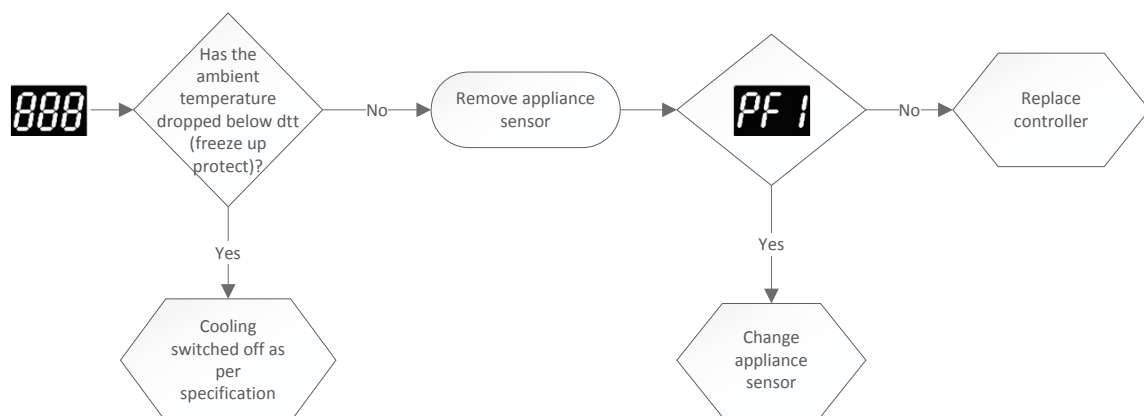 888
Has the
ambient
temperature
dropped below dtt
(freeze up
protect)?
No
Remove appliance
sensor
PF1
No
Replace
controller
Yes
Yes
Cooling
switched off as
per
specification
Change
appliance
sensor